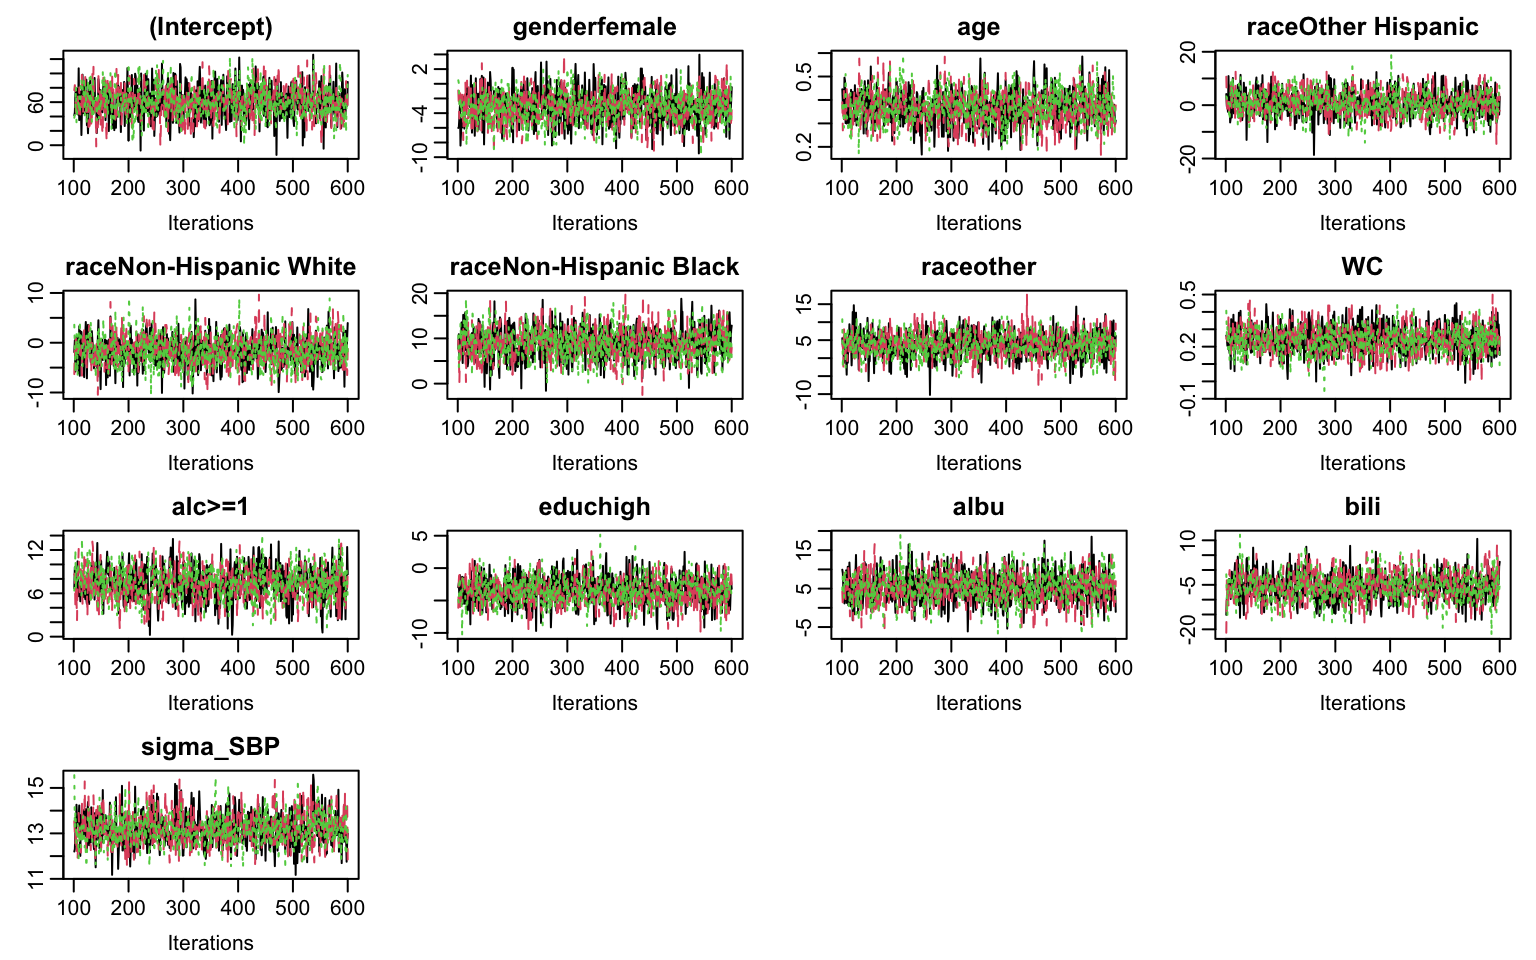 (Intercept) genderfemale age raceOther Hispanic
0 60 -10 -4 2 0.2 0.5 -20 0 20
100 200 300 400 500 600 100 200 300 400 500 600 100 200 300 400 500 600 100 200 300 400 500 600
Iterations Iterations Iterations Iterations
raceNon-Hispanic White raceNon-Hispanic Black raceother WC
-10 0 10 0 10 20 -10 5 15 -0.1 0.2 0.5
100 200 300 400 500 600 100 200 300 400 500 600 100 200 300 400 500 600 100 200 300 400 500 600
Iterations Iterations Iterations Iterations
alc>=1 educhigh albu bili
0 6 12 -10 0 5 -5 5 15 -20 -5 10
100 200 300 400 500 600 100 200 300 400 500 600 100 200 300 400 500 600 100 200 300 400 500 600
Iterations Iterations Iterations Iterations
sigma_SBP
11 13 15
100 200 300 400 500 600
Iterations